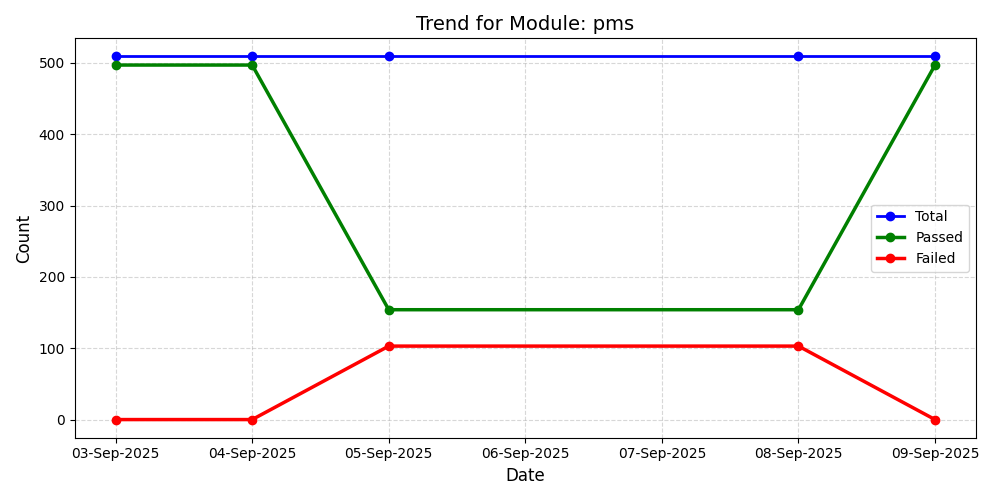 Trend for Module: pms
Count
500
400
300
200
100
0
Total
Passed
Failed
03-Sep-2025
04-Sep-2025
05-Sep-2025
06-Sep-2025
07-Sep-2025
08-Sep-2025
09-Sep-2025
Date